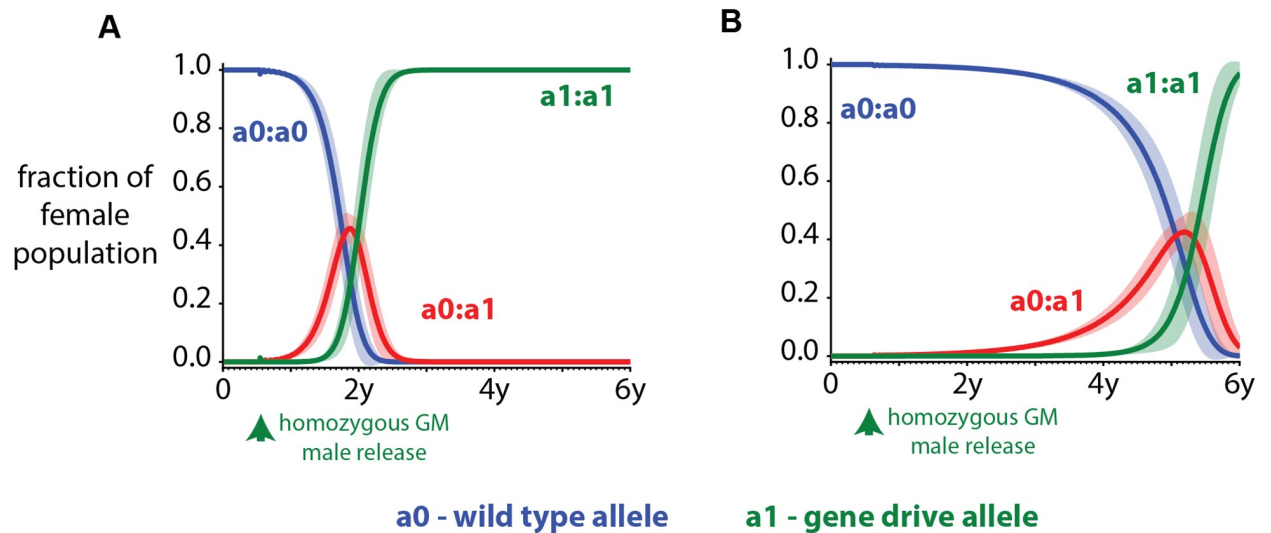 A
B
1.0
0.8
0.6
0.4
0.2
0.0
fraction of
female
population
a0:a0
a1:a1
a0:a1
0 2y 4y 6y
homozygous GM
male release
1.0
0.8
0.6
0.4
0.2
0.0
a0:a0
a1:a1
a0:a1
0 2y 4y 6y
homozygous GM
male release
a0 - wild type allele a1 - gene drive allele